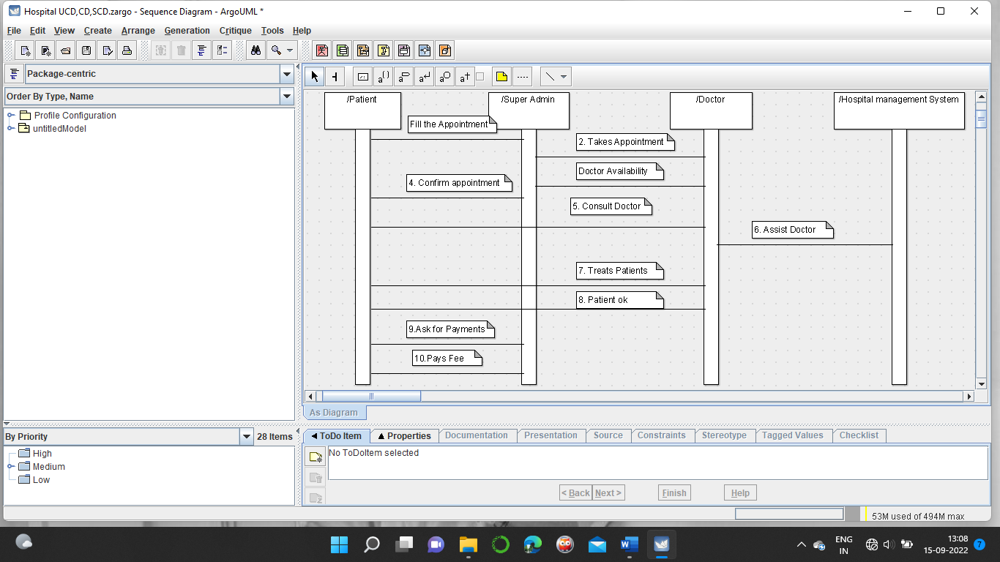 Hospital UCD,CD,SCD.zargo - Sequence Diagram - ArgoUML *
File Edit View Create Arrange Generation Critique Tools Help
Package-centric
Order By Type, Name
Profile Configuration
untitledModel
/Patient
/Super Admin
/Doctor
/Hospital management System
Fill the Appointment
2. Takes Appointment
Doctor Availability
4. Confirm appointment
5. Consult Doctor
6. Assist Doctor
7. Treats Patients
8. Patient ok
9.Ask for Payments
10.Pays Fee
As Diagram
By Priority
28 Items
High
Medium
Low
ToDo Item Properties Documentation Presentation Source Constraints Stereotype Tagged Values Checklist
No ToDoItem selected
< Back Next > Finish Help
53M used of 494M max
ENG
IN
13:08
15-09-2022
7